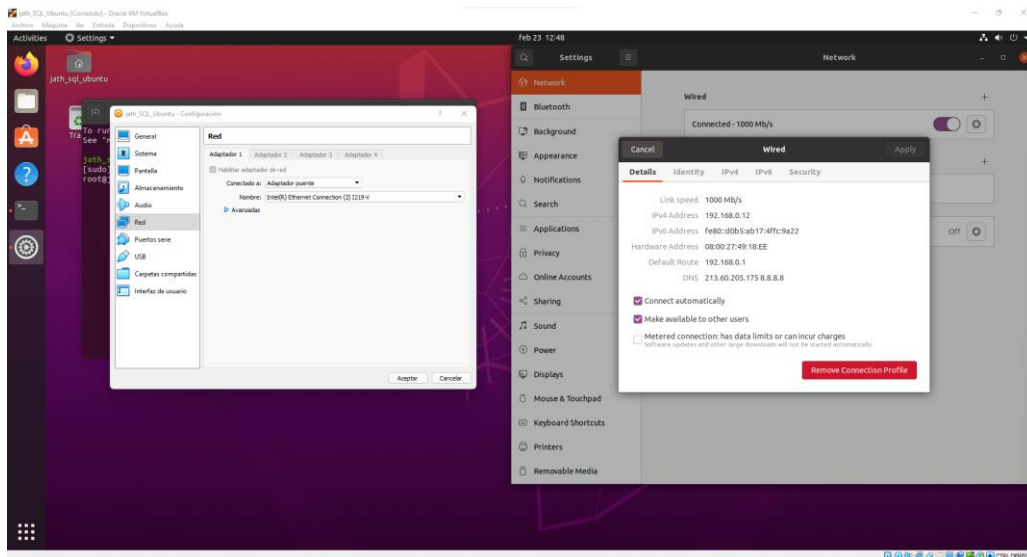 jath_SQL_Ubuntu [Corriendo] - Oracle VM VirtualBox
Archivo Máquina Ver Entrada Dispositivos Ayuda
Activities Settings feb 23 12:48
jath_sql_ubuntu
Tra
To run
See "m
jath_s
[sudo]
root@j
jath_SQL_Ubuntu - Configuración ? ×
General
Sistema
Pantalla
Almacenamiento
Audio
Red
Puertos serie
USB
Carpetas compartidas
Interfaz de usuario
Red
Adaptador 1 Adaptador 2 Adaptador 3 Adaptador 4
Habilitar adaptador de red
Conectado a: Adaptador puente
Nombre: Intel(R) Ethernet Connection (2) I219-V
Avanzadas
Aceptar Cancelar
Settings Network
Network
Bluetooth
Background
Appearance
Notifications
Search
Applications
Privacy
Online Accounts
Sharing
Sound
Power
Displays
Mouse & Touchpad
Keyboard Shortcuts
Printers
Removable Media
Wired +
Connected - 1000 Mb/s
+
Off
Cancel Wired Apply
Details Identity IPv4 IPv6 Security
Link speed 1000 Mb/s
IPv4 Address 192.168.0.12
IPv6 Address fe80::d0b5:ab17:4ffc:9a22
Hardware Address 08:00:27:49:18:EE
Default Route 192.168.0.1
DNS 213.60.205.175 8.8.8.8
Connect automatically
Make available to other users
Metered connection: has data limits or can incur charges
Software updates and other large downloads will not be started automatically.
Remove Connection Profile